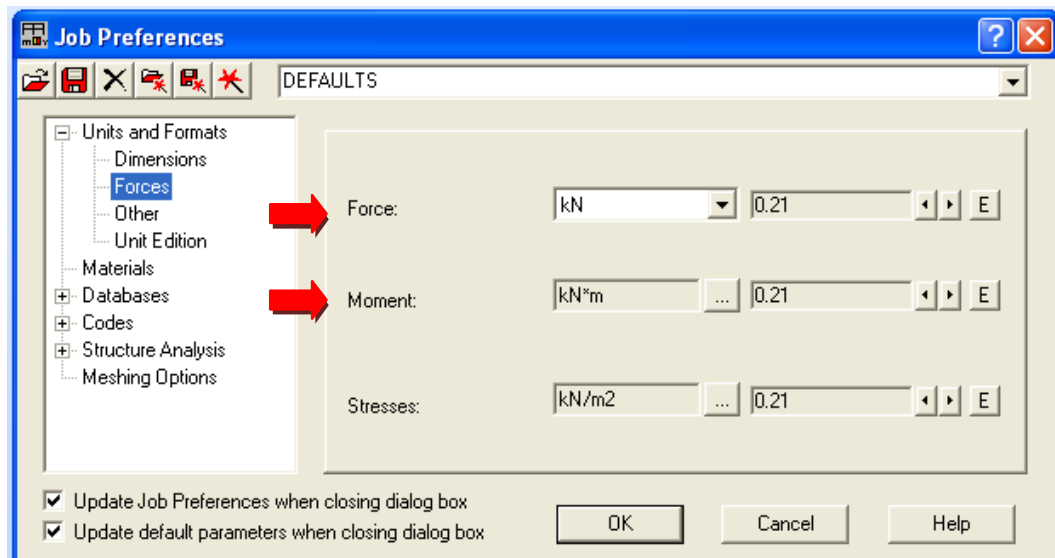 Job Preferences
DEFAULTS
Units and Formats
Dimensions
Forces
Other
Unit Edition
Materials
Databases
Codes
Structure Analysis
Meshing Options
Force: kN 0.21 E
Moment: kN*m ... 0.21 E
Stresses: kN/m2 ... 0.21 E
Update Job Preferences when closing dialog box
Update default parameters when closing dialog box
OK Cancel Help